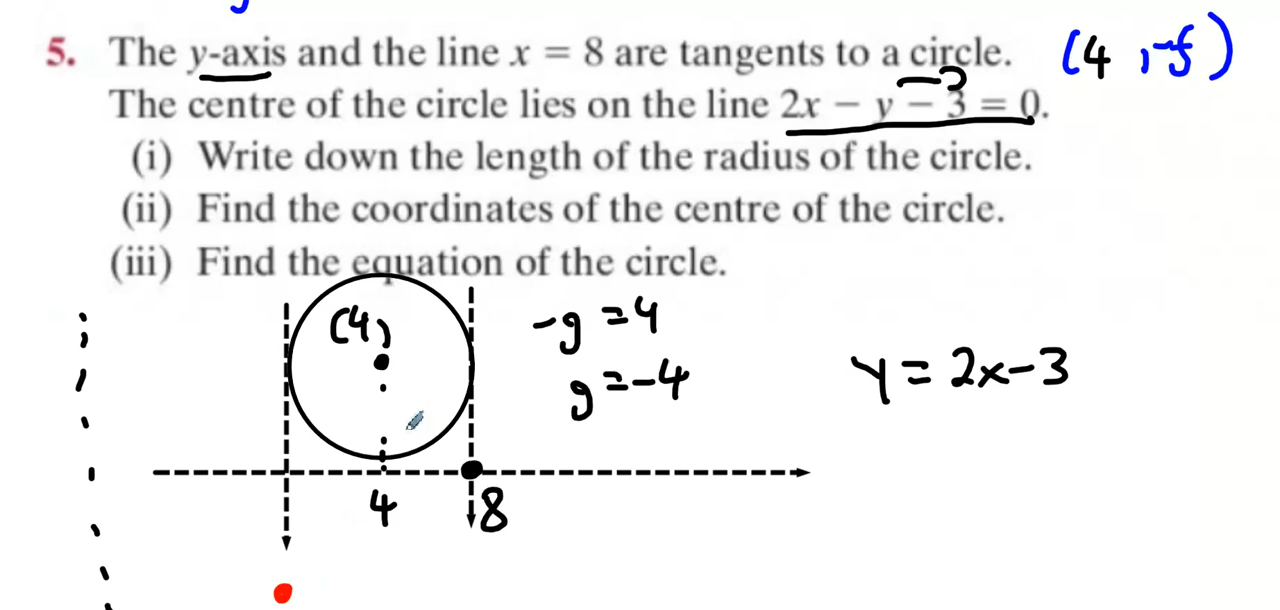 5. The y-axis and the line x = 8 are tangents to a circle. (4, -f)
The centre of the circle lies on the line 2x − y − 3 = 0.
(i) Write down the length of the radius of the circle.
(ii) Find the coordinates of the centre of the circle.
(iii) Find the equation of the circle.
(4,
-g = 4
g = -4
y = 2x - 3
4
8